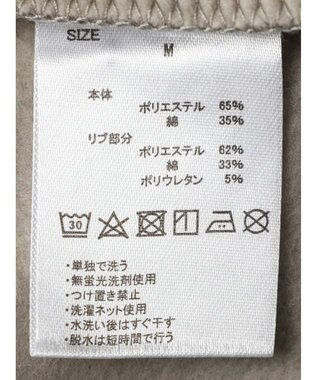 SIZE
M
本体
ポリエステル 65%
綿 35%
リブ部分
ポリエステル 62%
綿 33%
ポリウレタン 5%
30
・単独で洗う
・無蛍光洗剤使用
・つけ置き禁止
・洗濯ネット使用
・水洗い後はすぐ干す
・脱水は短時間で行う